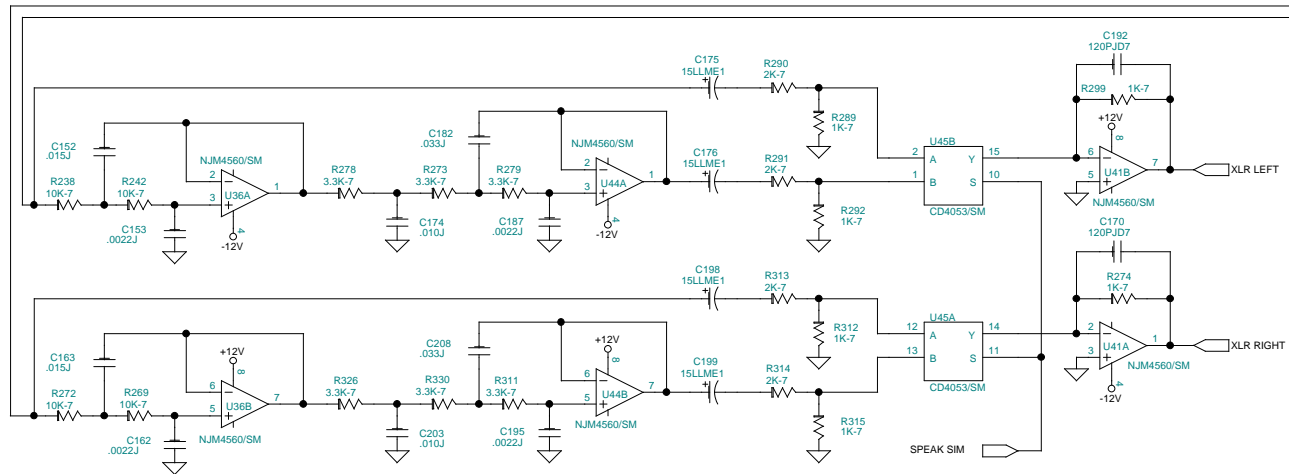 C192
120PJD7
R299 1K-7
+12V
8
C175
15LLME1
R290
2K-7
R289
1K-7
C152
.015J
NJM4560/SM
C182
.033J
NJM4560/SM
C176
15LLME1
R291
2K-7
U45B
2 A Y 15
1 B S 10
CD4053/SM
6
5
U41B
7
XLR LEFT
NJM4560/SM
R238
10K-7
R242
10K-7
2
3
U36A
1
4
-12V
R278
3.3K-7
R273
3.3K-7
R279
3.3K-7
2
3
U44A
1
4
-12V
C153
.0022J
C174
.010J
C187
.0022J
R292
1K-7
C170
120PJD7
R274
1K-7
C198
15LLME1
R313
2K-7
R312
1K-7
U45A
12 A Y 14
13 B S 11
CD4053/SM
2
3
U41A
1
XLR RIGHT
NJM4560/SM
4
-12V
C163
.015J
+12V
8
C208
.033J
+12V
8
C199
15LLME1
R314
2K-7
R272
10K-7
R269
10K-7
6
5
U36B
7
NJM4560/SM
R326
3.3K-7
R330
3.3K-7
R311
3.3K-7
6
5
U44B
7
NJM4560/SM
C162
.0022J
C203
.010J
C195
.0022J
R315
1K-7
SPEAK SIM